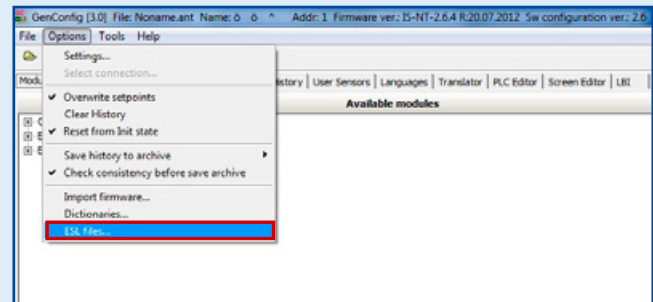 GenConfig [3.0] File: Noname.ant Name: ô ô ^ Addr: 1 Firmware ver.: IS-NT-2.6.4 R:20.07.2012 Sw configuration ver.: 2.6
File Options Tools Help
Settings...
Select connection...
istory User Sensors Languages Translator PLC Editor Screen Editor LBI
Overwrite setpoints
Available modules
Clear History
Reset from Init state
Save history to archive
Check consistency before save archive
Import firmware...
Dictionaries...
ESL files...